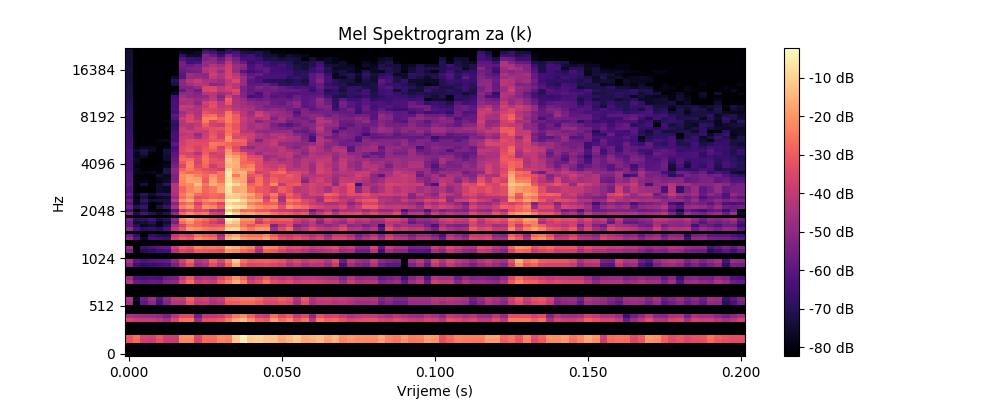 Mel Spektrogram za (k)
16384
8192
4096
2048
1024
512
0
Hz
0.000 0.050 0.100 0.150 0.200
Vrijeme (s)
-10 dB
-20 dB
-30 dB
-40 dB
-50 dB
-60 dB
-70 dB
-80 dB